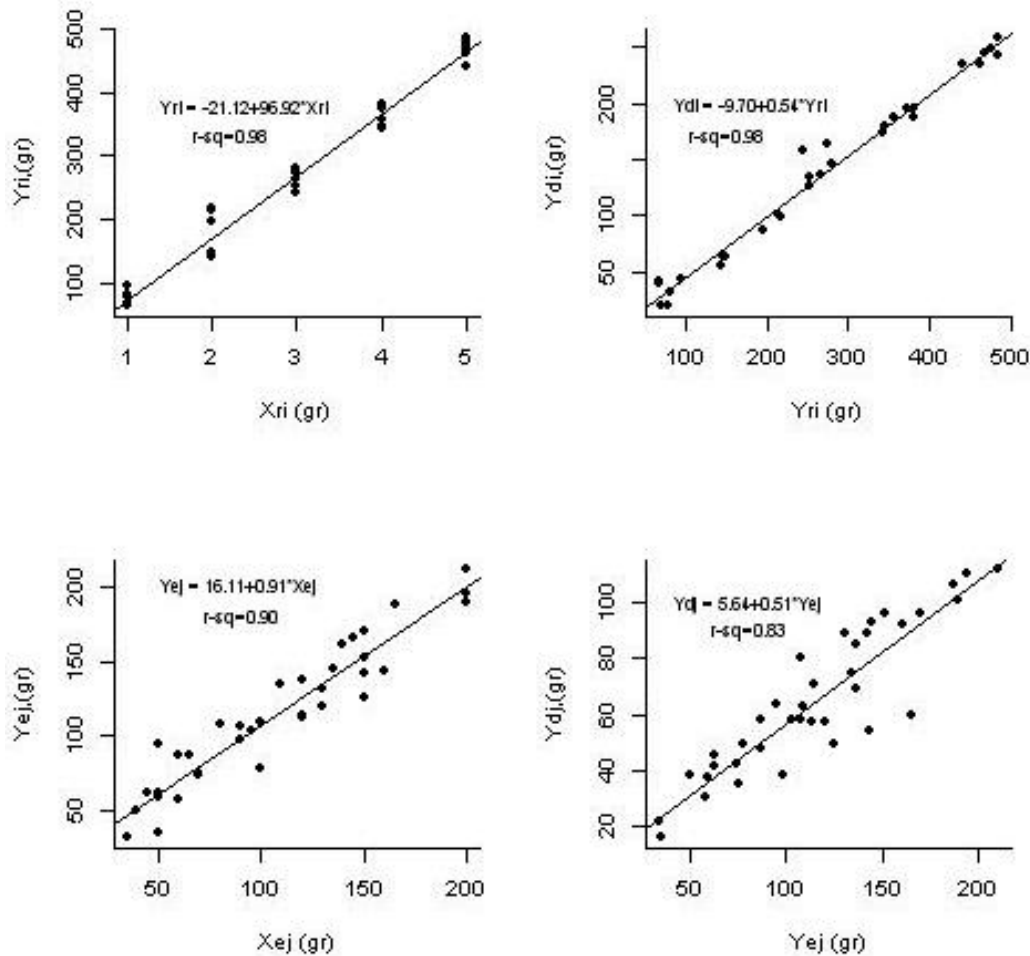 500
400
300
200
100
Yri,(gr)
Yri = -21.12+96.92*Xri
r-sq=0.98
1 2 3 4 5
Xri (gr)
200
100
50
Ydi,(gr)
Ydi = -9.70+0.54*Yri
r-sq=0.98
100 200 300 400 500
Yri (gr)
200
150
100
50
Yej,(gr)
Yej = 16.11+0.91*Xej
r-sq=0.90
50 100 150 200
Xej (gr)
100
80
60
40
20
Ydj,(gr)
Ydj = 5.64+0.51*Yej
r-sq=0.83
50 100 150 200
Yej (gr)